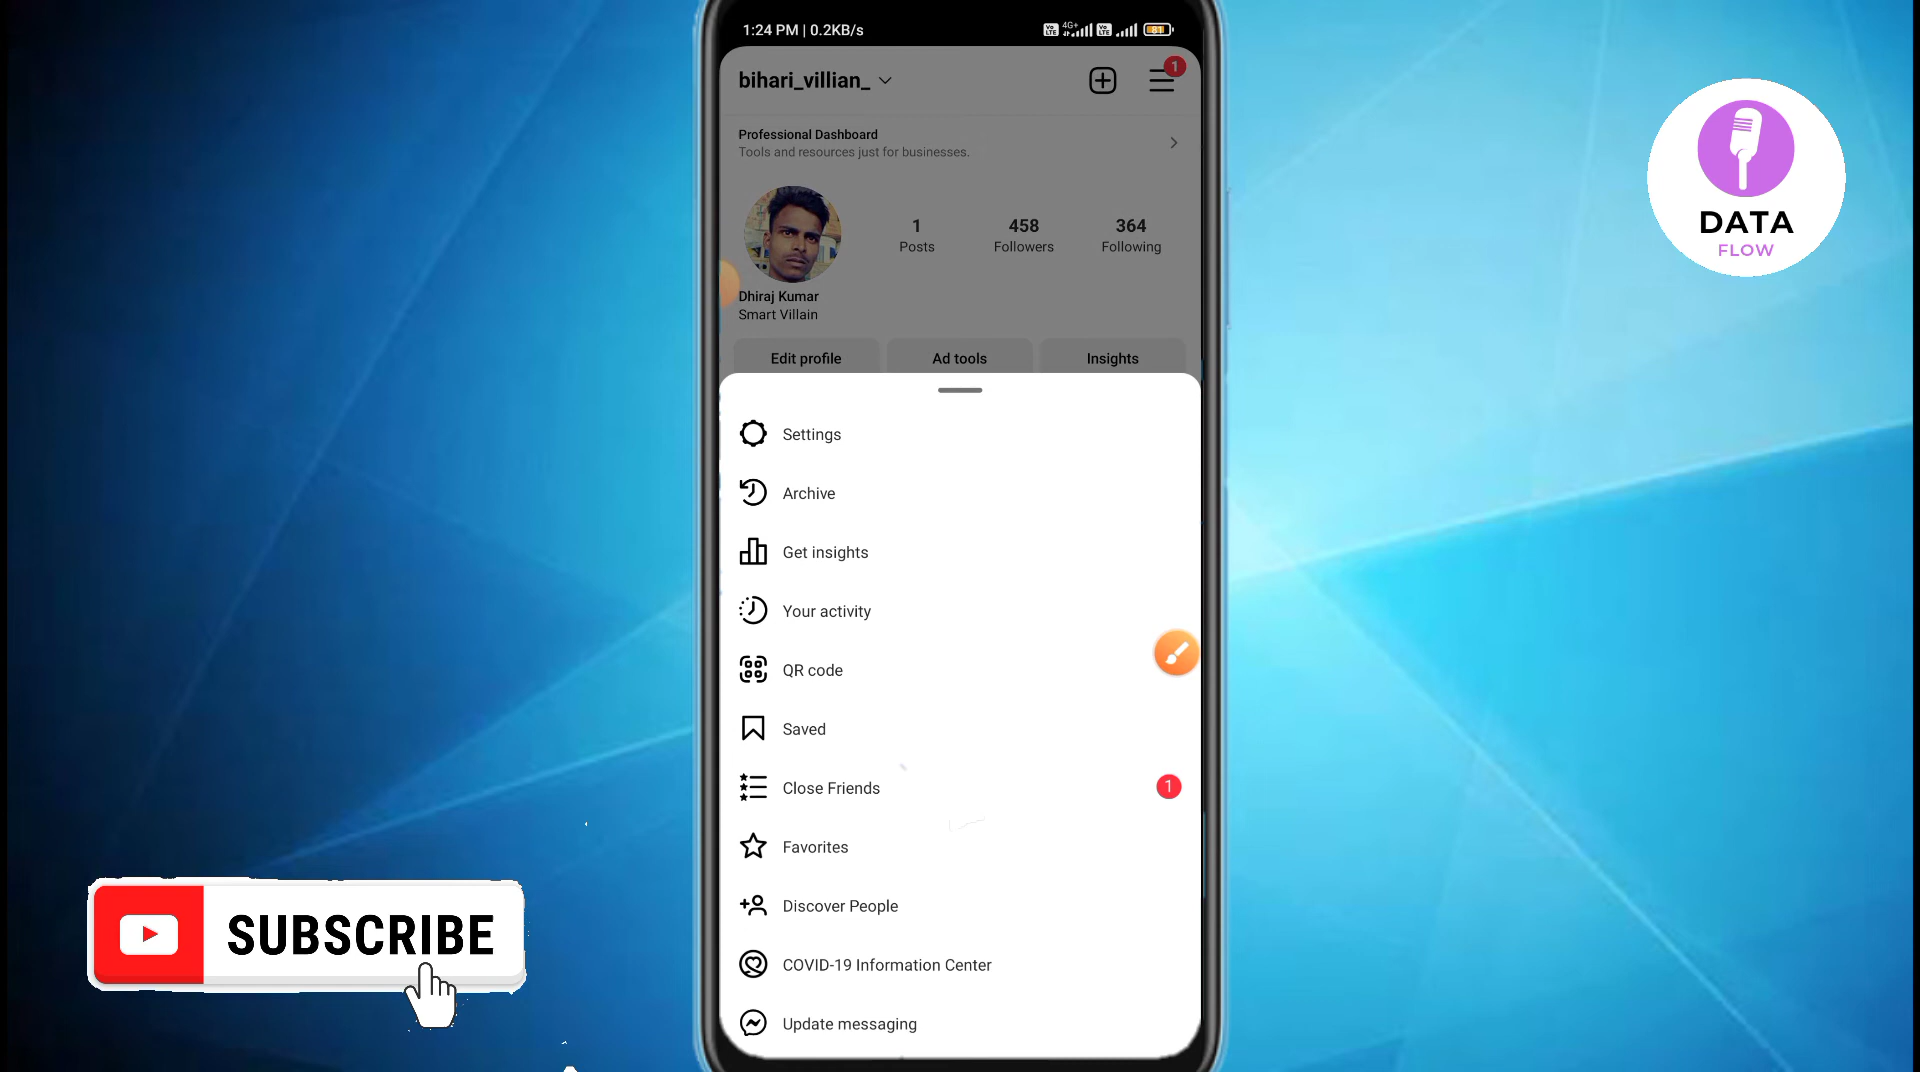 1:24 PM | 0.2KB/s
4G+
81
bihari_villian_
1
Professional Dashboard
Tools and resources just for businesses.
1
458
364
Posts
Followers
Following
Dhiraj Kumar
Smart Villain
Edit profile
Ad tools
Insights
Settings
Archive
Get insights
Your activity
QR code
Saved
Close Friends
1
Favorites
Discover People
COVID-19 Information Center
Update messaging
DATA
FLOW
SUBSCRIBE